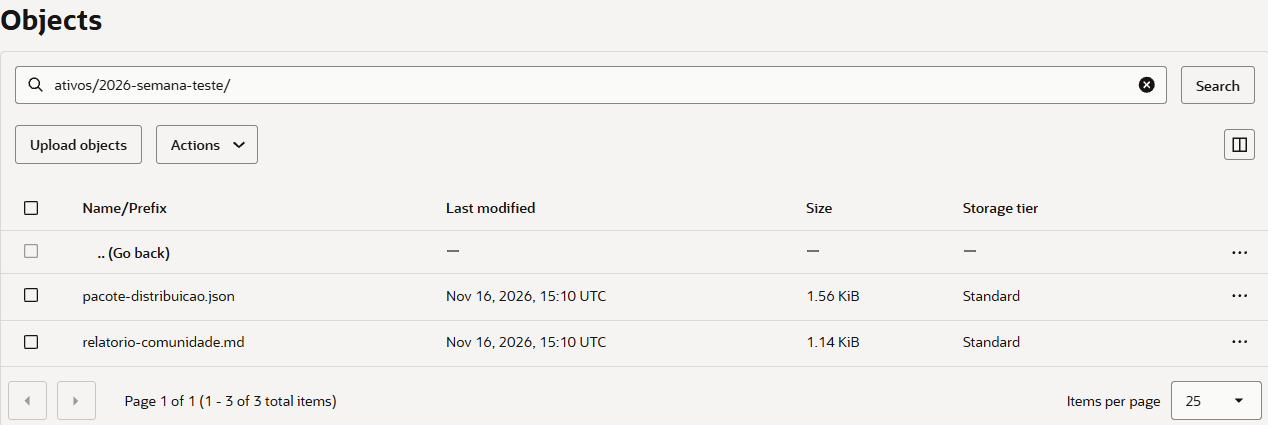 Objects
ativos/2026-semana-teste/
Search
Upload objects
Actions
Name/Prefix Last modified Size Storage tier
.. (Go back) — — —
pacote-distribuicao.json Nov 16, 2026, 15:10 UTC 1.56 KiB Standard
relatorio-comunidade.md Nov 16, 2026, 15:10 UTC 1.14 KiB Standard
Page 1 of 1 (1 - 3 of 3 total items) Items per page 25